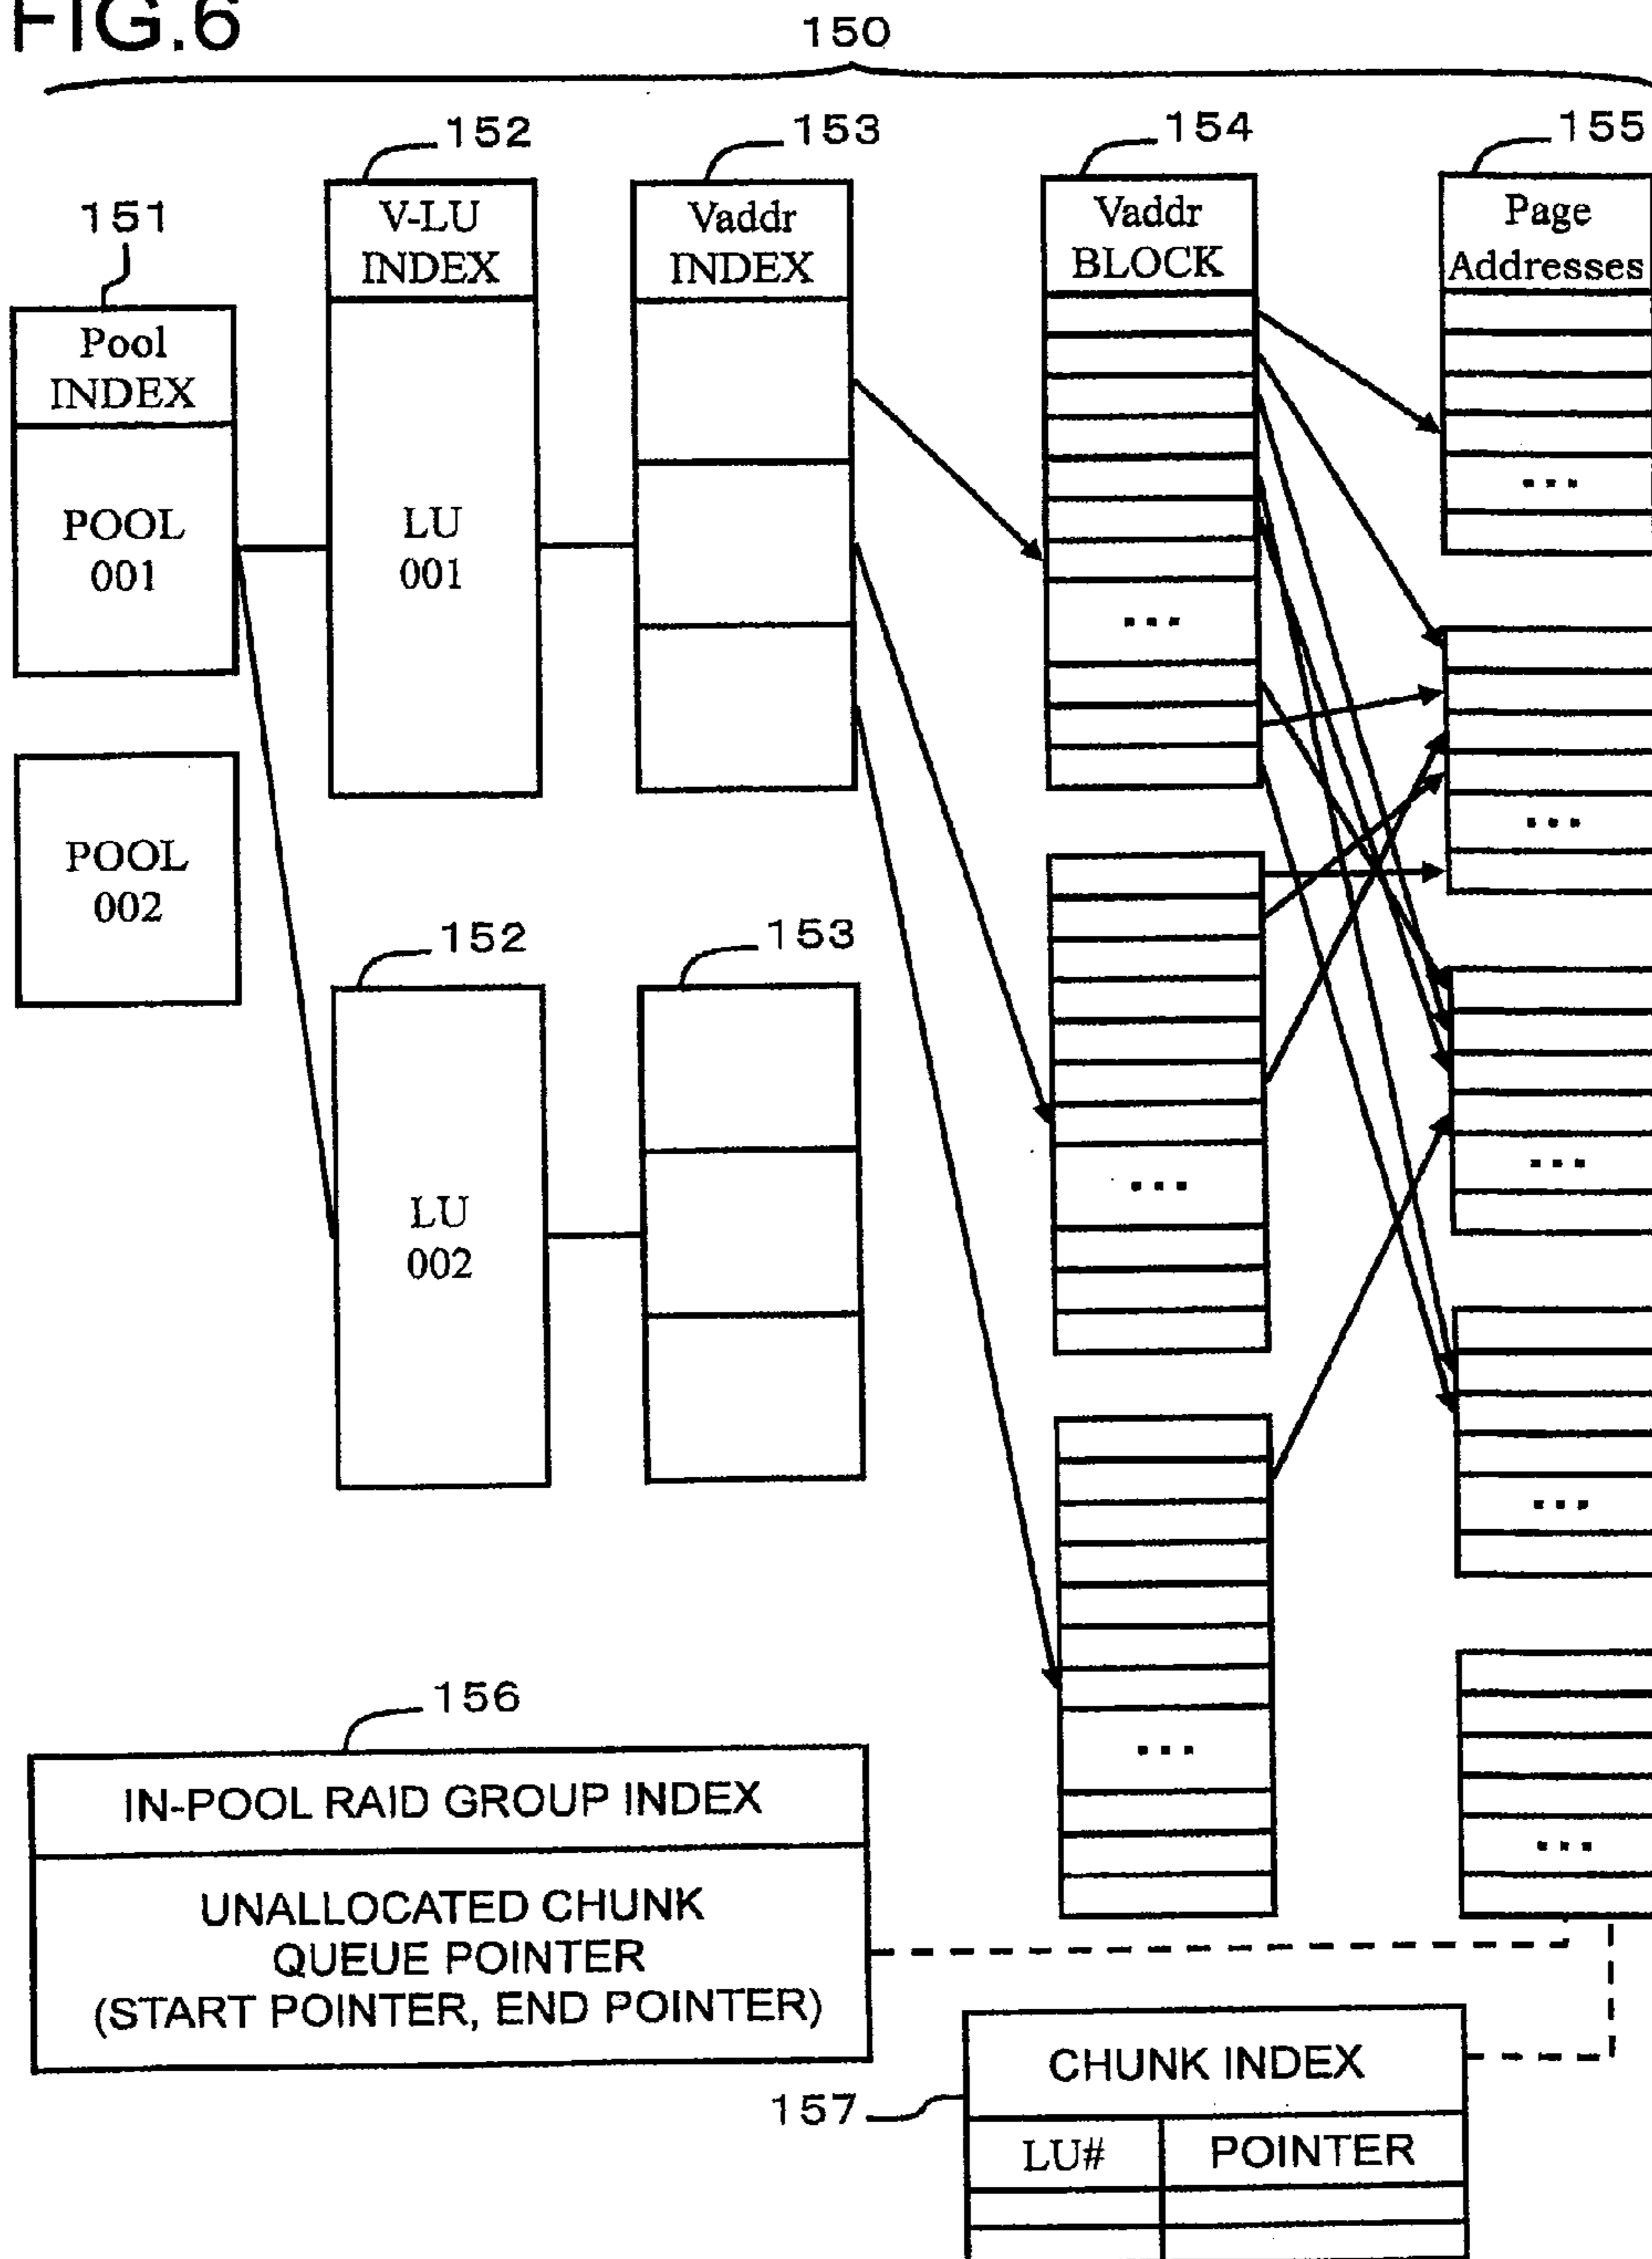 FIG.6
150
152
153
154
155
151
V-LU
INDEX
Vaddr
INDEX
Vaddr
BLOCK
Page
Addresses
Pool
INDEX
POOL
001
LU
001
...
...
POOL
002
...
152
153
LU
002
...
...
...
156
...
...
IN-POOL RAID GROUP INDEX
UNALLOCATED CHUNK
QUEUE POINTER
(START POINTER, END POINTER)
157
CHUNK INDEX
LU#
POINTER